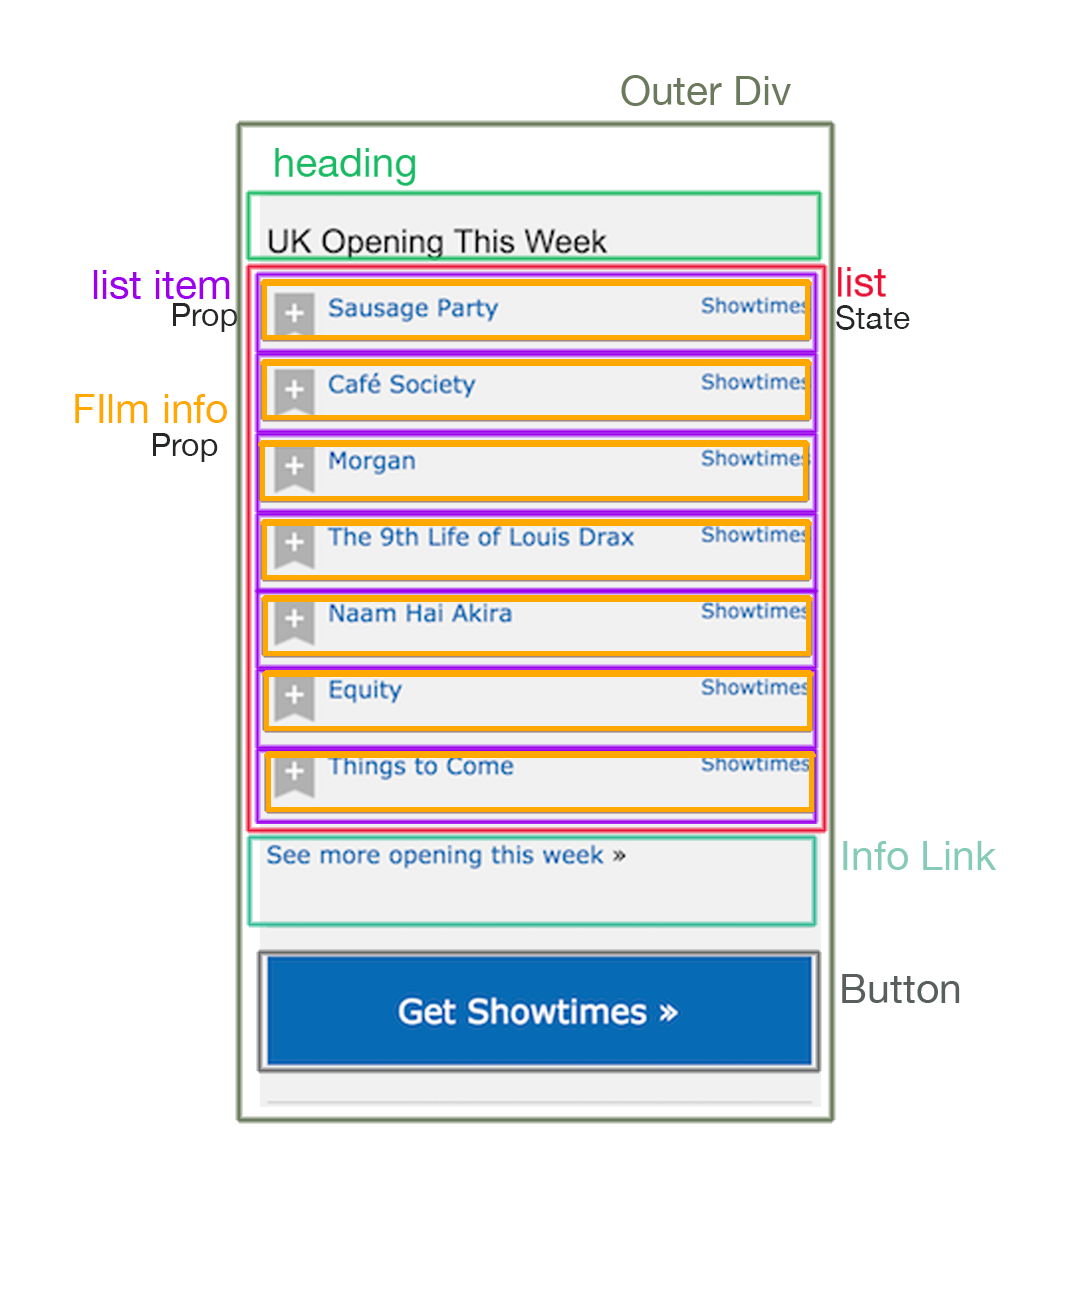 Outer Div
heading
UK Opening This Week
list item
Prop
list
State
+ Sausage Party Showtimes
FIlm info
Prop
+ Café Society Showtimes
+ Morgan Showtimes
+ The 9th Life of Louis Drax Showtimes
+ Naam Hai Akira Showtimes
+ Equity Showtimes
+ Things to Come Showtimes
See more opening this week »
Info Link
Get Showtimes »
Button